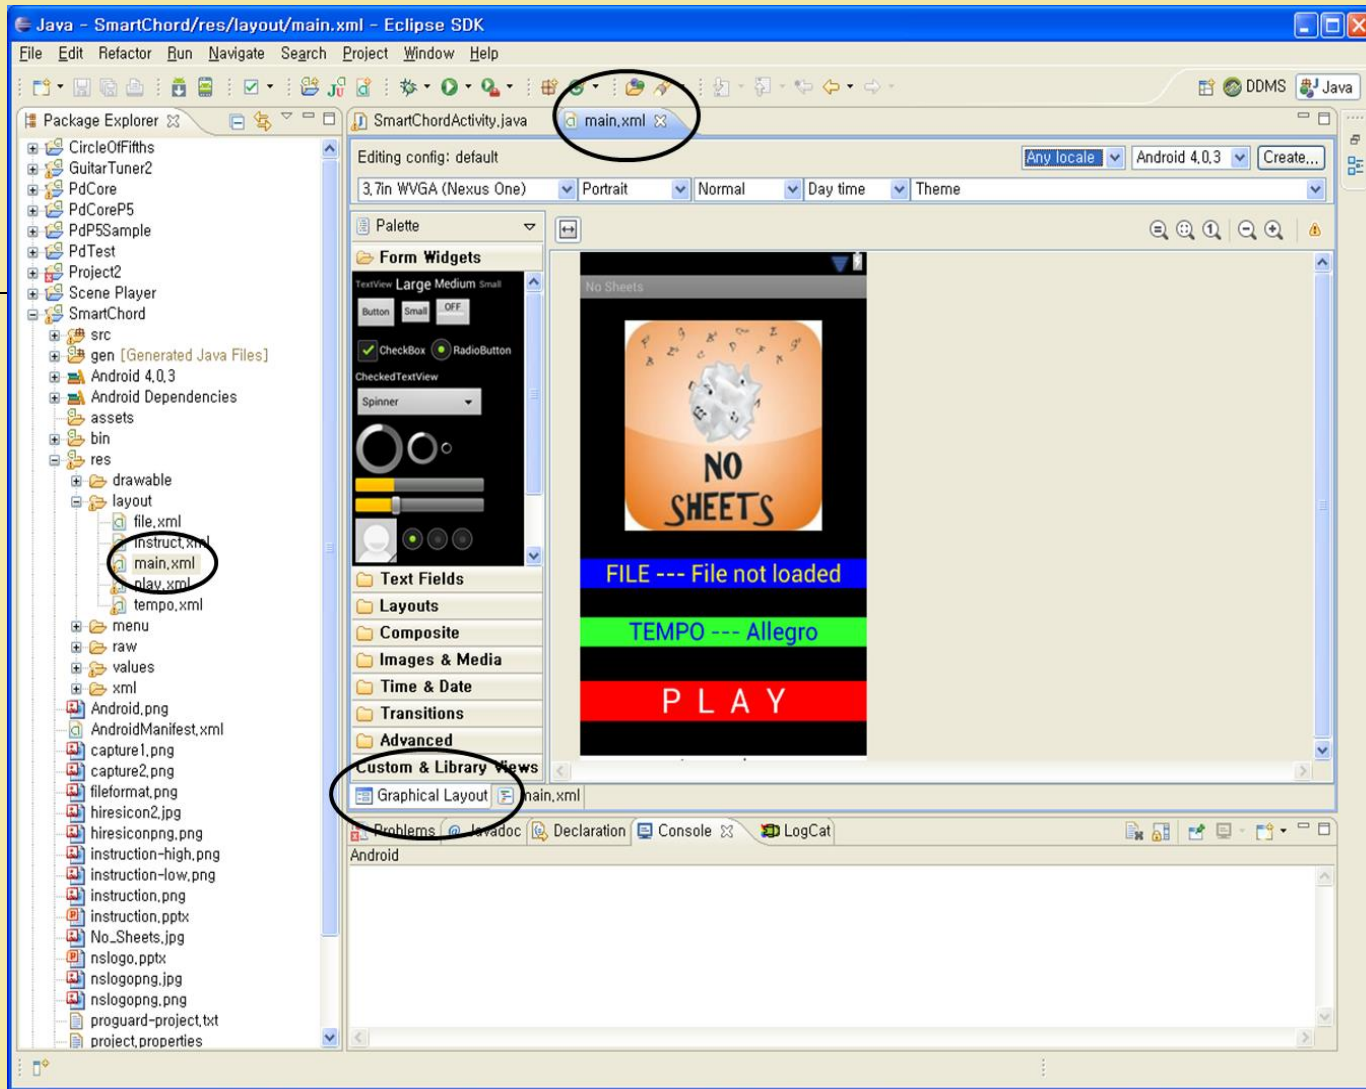 Java - SmartChord/res/layout/main.xml - Eclipse SDK
File Edit Refactor Run Navigate Search Project Window Help
DDMS Java
Package Explorer
SmartChordActivity.java main.xml
CircleOfFifths
GuitarTuner2
PdCore
PdCoreP5
PdP5Sample
PdTest
Project2
Scene Player
SmartChord
src
gen [Generated Java Files]
Android 4.0.3
Android Dependencies
assets
bin
res
drawable
layout
file.xml
instruct.xml
main.xml
play.xml
tempo.xml
menu
raw
values
xml
Android.png
AndroidManifest.xml
capture1.png
capture2.png
fileformat.png
hiresicon2.jpg
hiresiconpng.png
instruction-high.png
instruction-low.png
instruction.png
instruction.pptx
No_Sheets.jpg
nslogo.pptx
nslogopng.jpg
nslogopng.png
proguard-project.txt
project.properties
Editing config: default
Any locale Android 4.0.3 Create...
3.7in WVGA (Nexus One) Portrait Normal Day time Theme
Palette
Form Widgets
TextView Large Medium Small
Button Small OFF
CheckBox RadioButton
CheckedTextView
Spinner
Text Fields
Layouts
Composite
Images & Media
Time & Date
Transitions
Advanced
Custom & Library Views
No Sheets
NO
SHEETS
FILE --- File not loaded
TEMPO --- Allegro
P L A Y
Graphical Layout main.xml
Problems @ Javadoc Declaration Console LogCat
Android